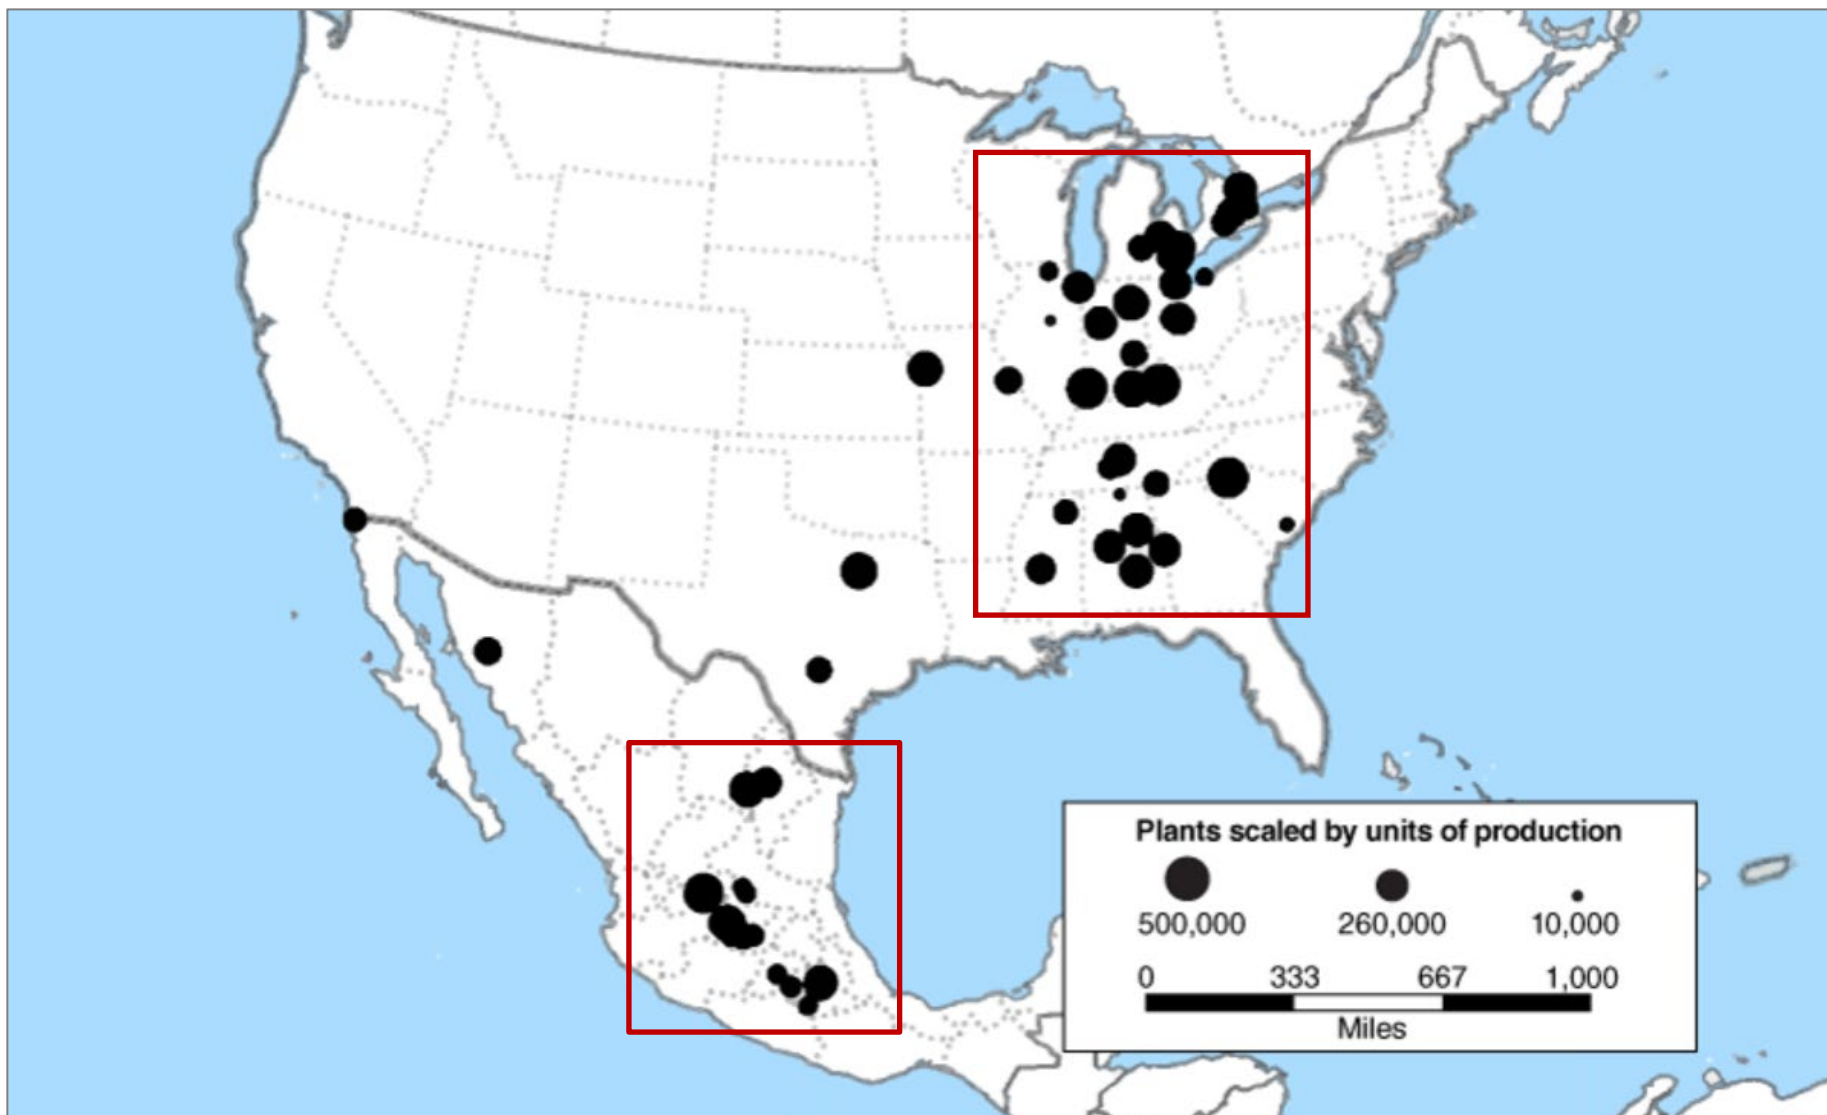 Plants scaled by units of production
500,000 260,000 10,000
0 333 667 1,000
Miles